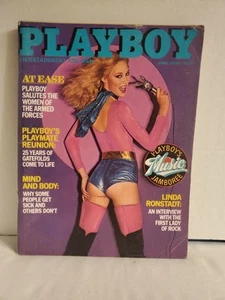 PLAYBOY
ENTERTAINMENT
AT EASE
PLAYBOY
SALUTES THE
WOMEN OF
THE ARMED
FORCES
PLAYBOY'S
PLAYMATE
REUNION:
25 YEARS OF
GATEFOLDS
COME TO LIFE
MIND AND
BODY:
WHY SOME
PEOPLE GET
SICK AND
OTHERS DON'T
PLAYBOY'S
Music
JAMBOREE
LINDA
RONSTADT:
AN INTERVIEW
WITH THE
FIRST LADY
OF ROCK